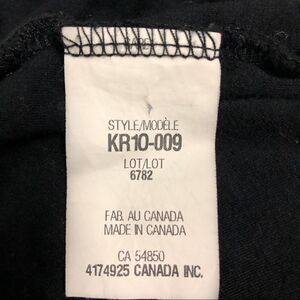 STYLE/MODÈLE
KR10-009
LOT/LOT
6782
FAB. AU CANADA
MADE IN CANADA
CA 54850
4174925 CANADA INC.